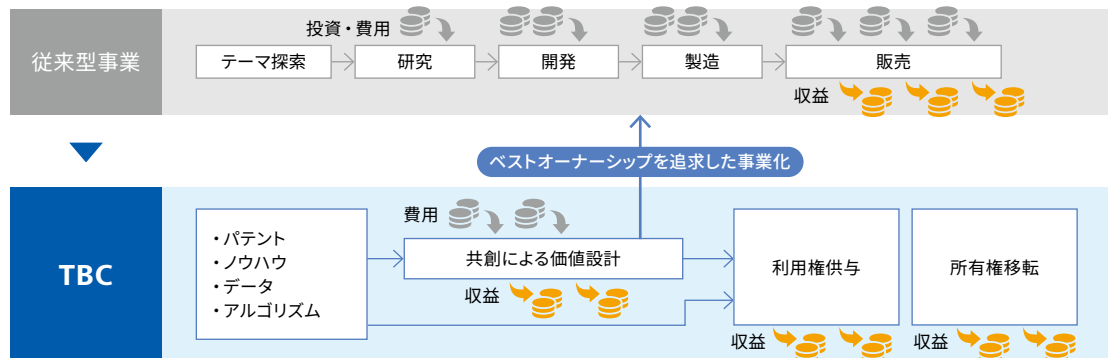 従来型事業
投資・費用
テーマ探索
研究
開発
製造
販売
収益
ベストオーナーシップを追求した事業化
TBC
・パテント
・ノウハウ
・データ
・アルゴリズム
費用
共創による価値設計
収益
利用権供与
収益
所有権移転
収益